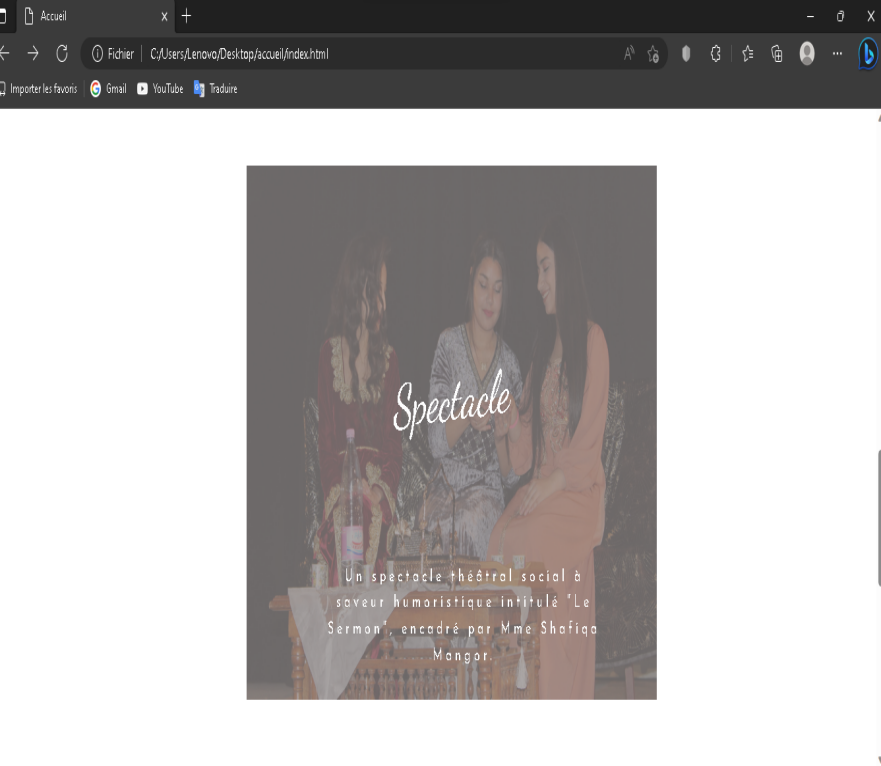 Accueil
Fichier C:/Users/Lenovo/Desktop/accueil/index.html
Importer les favoris Gmail YouTube Traduire
Spectacle
Un spectacle théâtral social à
saveur humoristique intitulé "Le
Sermon", encadré par Mme Shafiqa
Mangor.